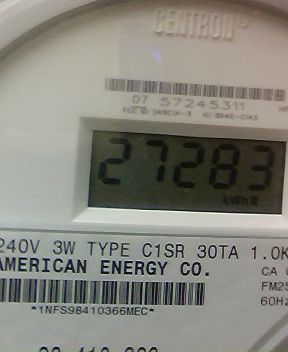 CENTRON
07 57245311
27283
kWh
240V 3W TYPE C1SR 30TA 1.0K
AMERICAN ENERGY CO.
CA
FM2S
60Hz
*1NFS98410366MEC*